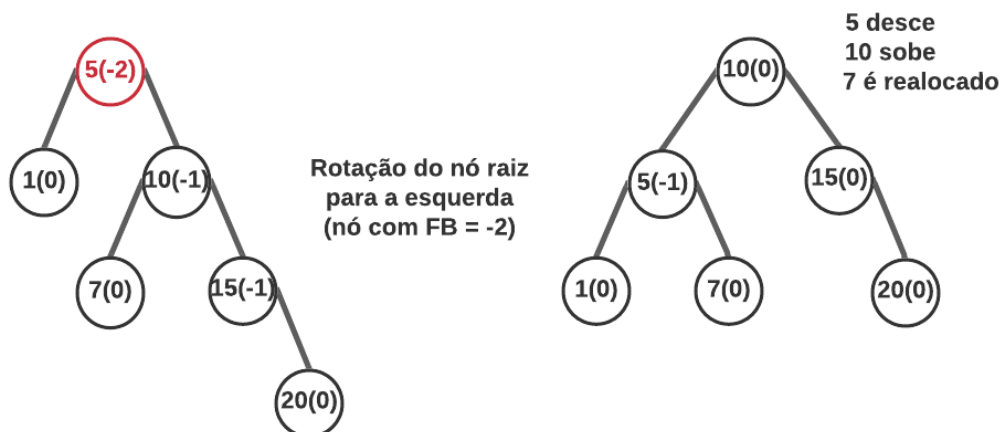 5 desce
10 sobe
7 é realocado
5(-2)
10(0)
1(0)
10(-1)
Rotação do nó raiz
para a esquerda
(nó com FB = -2)
5(-1)
15(0)
7(0)
15(-1)
1(0)
7(0)
20(0)
20(0)